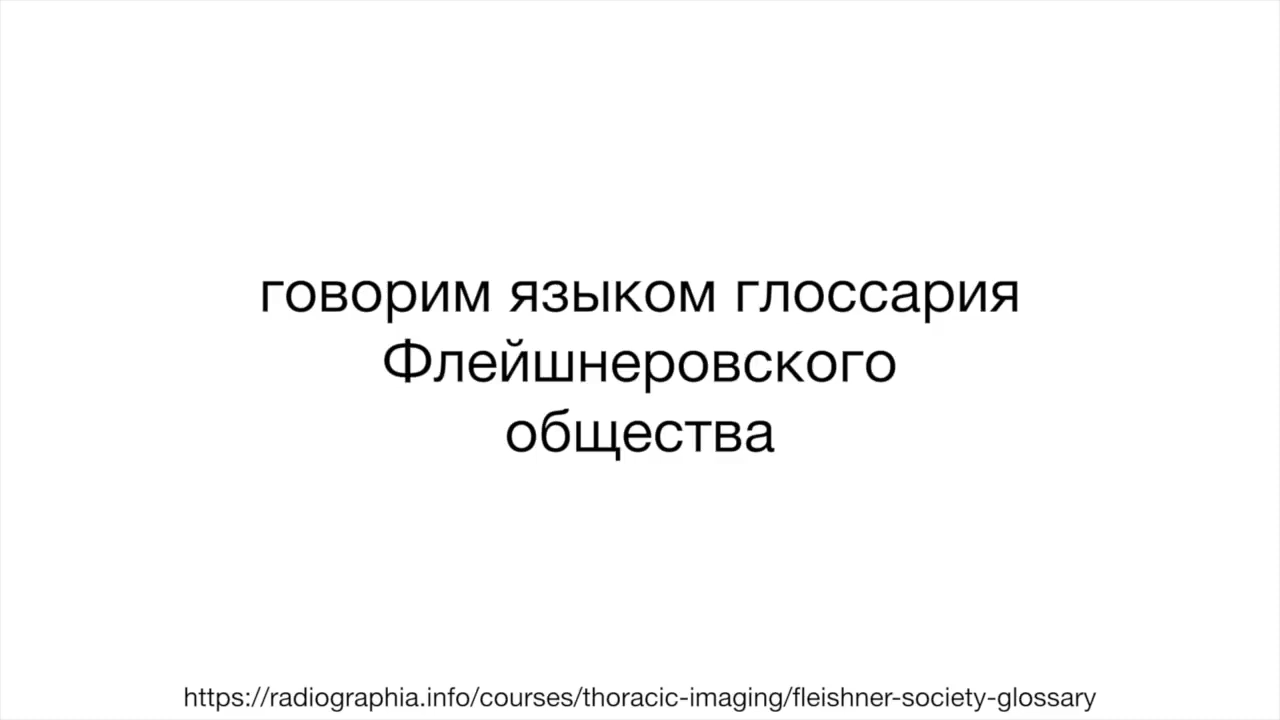 говорим языком глоссария
Флейшнеровского
общества
https://radiographia.info/courses/thoracic-imaging/fleishner-society-glossary